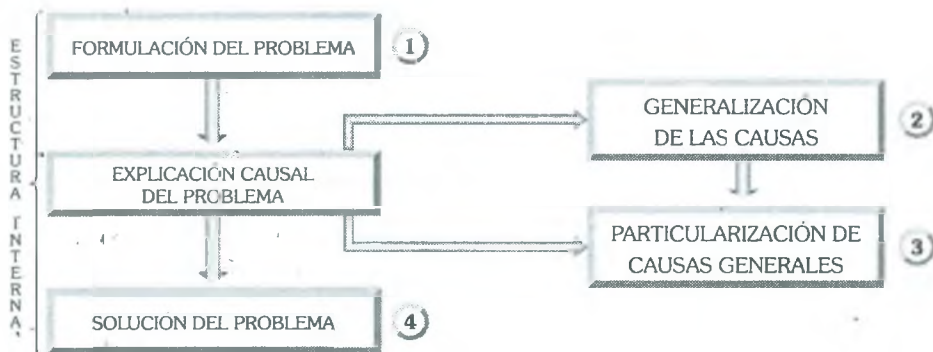 ESTRUCTURA INTERNA
FORMULACIÓN DEL PROBLEMA
1
GENERALIZACIÓN
DE LAS CAUSAS
2
EXPLICACIÓN CAUSAL
DEL PROBLEMA
PARTICULARIZACIÓN DE
CAUSAS GENERALES
3
SOLUCION DEL PROBLEMA
4